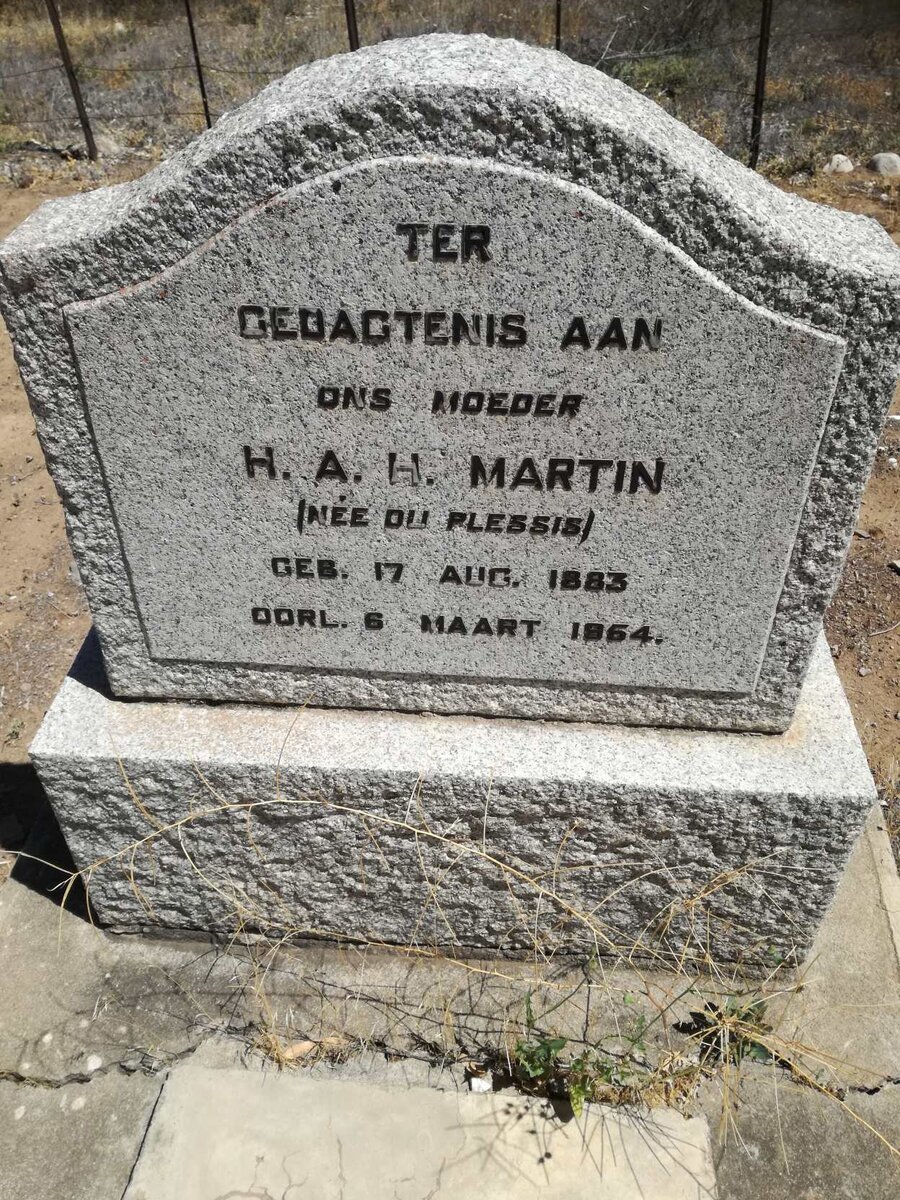 TER
GEDAGTENIS AAN
ONS MOEDER
H. A. H. MARTIN
(NÉE DU PLESSIS)
GEB. 17 AUG. 1883
OORL. 6 MAART 1964.